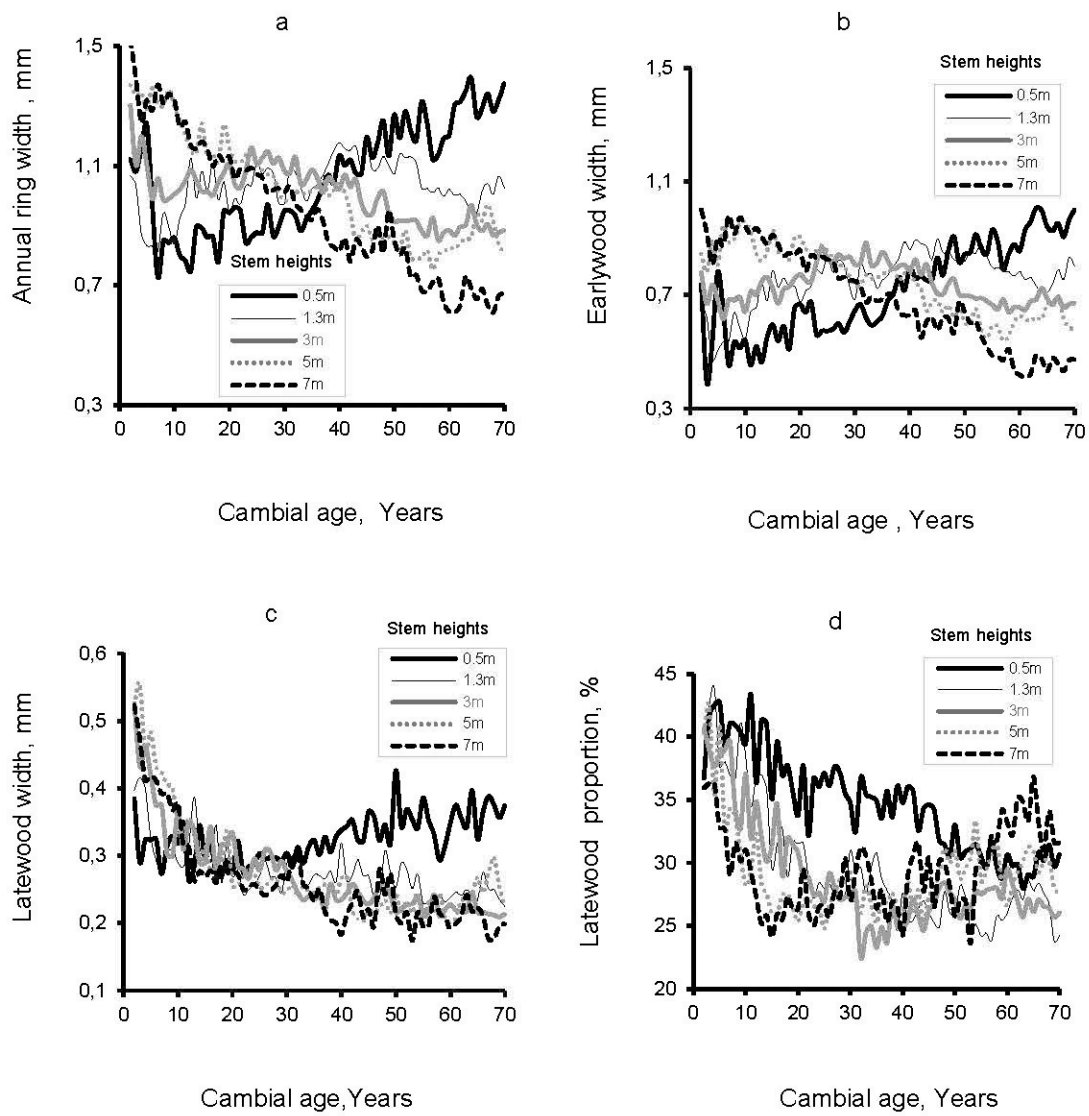 a
Annual ring width , mm
1,5
1,1
0,7
0,3
0 10 20 30 40 50 60 70
Cambial age, Years
Stem heights
0.5m
1.3m
3m
5m
7m
b
Earlywood width, mm
1,5
1,1
0,7
0,3
0 10 20 30 40 50 60 70
Cambial age , Years
Stem heights
0.5m
1.3m
3m
5m
7m
c
Latewood width, mm
0,6
0,5
0,4
0,3
0,2
0,1
0 10 20 30 40 50 60 70
Cambial age,Years
Stem heights
0.5m
1.3m
3m
5m
7m
d
Latewood proportion, %
45
40
35
30
25
20
0 10 20 30 40 50 60 70
Cambial age, Years
Stem heights
0.5m
1.3m
3m
5m
7m